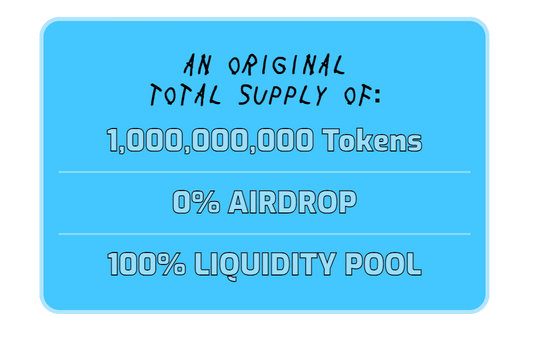 AN ORIGINAL
TOTAL SUPPLY OF:
1,000,000,000 Tokens
0% AIRDROP
100% LIQUIDITY POOL